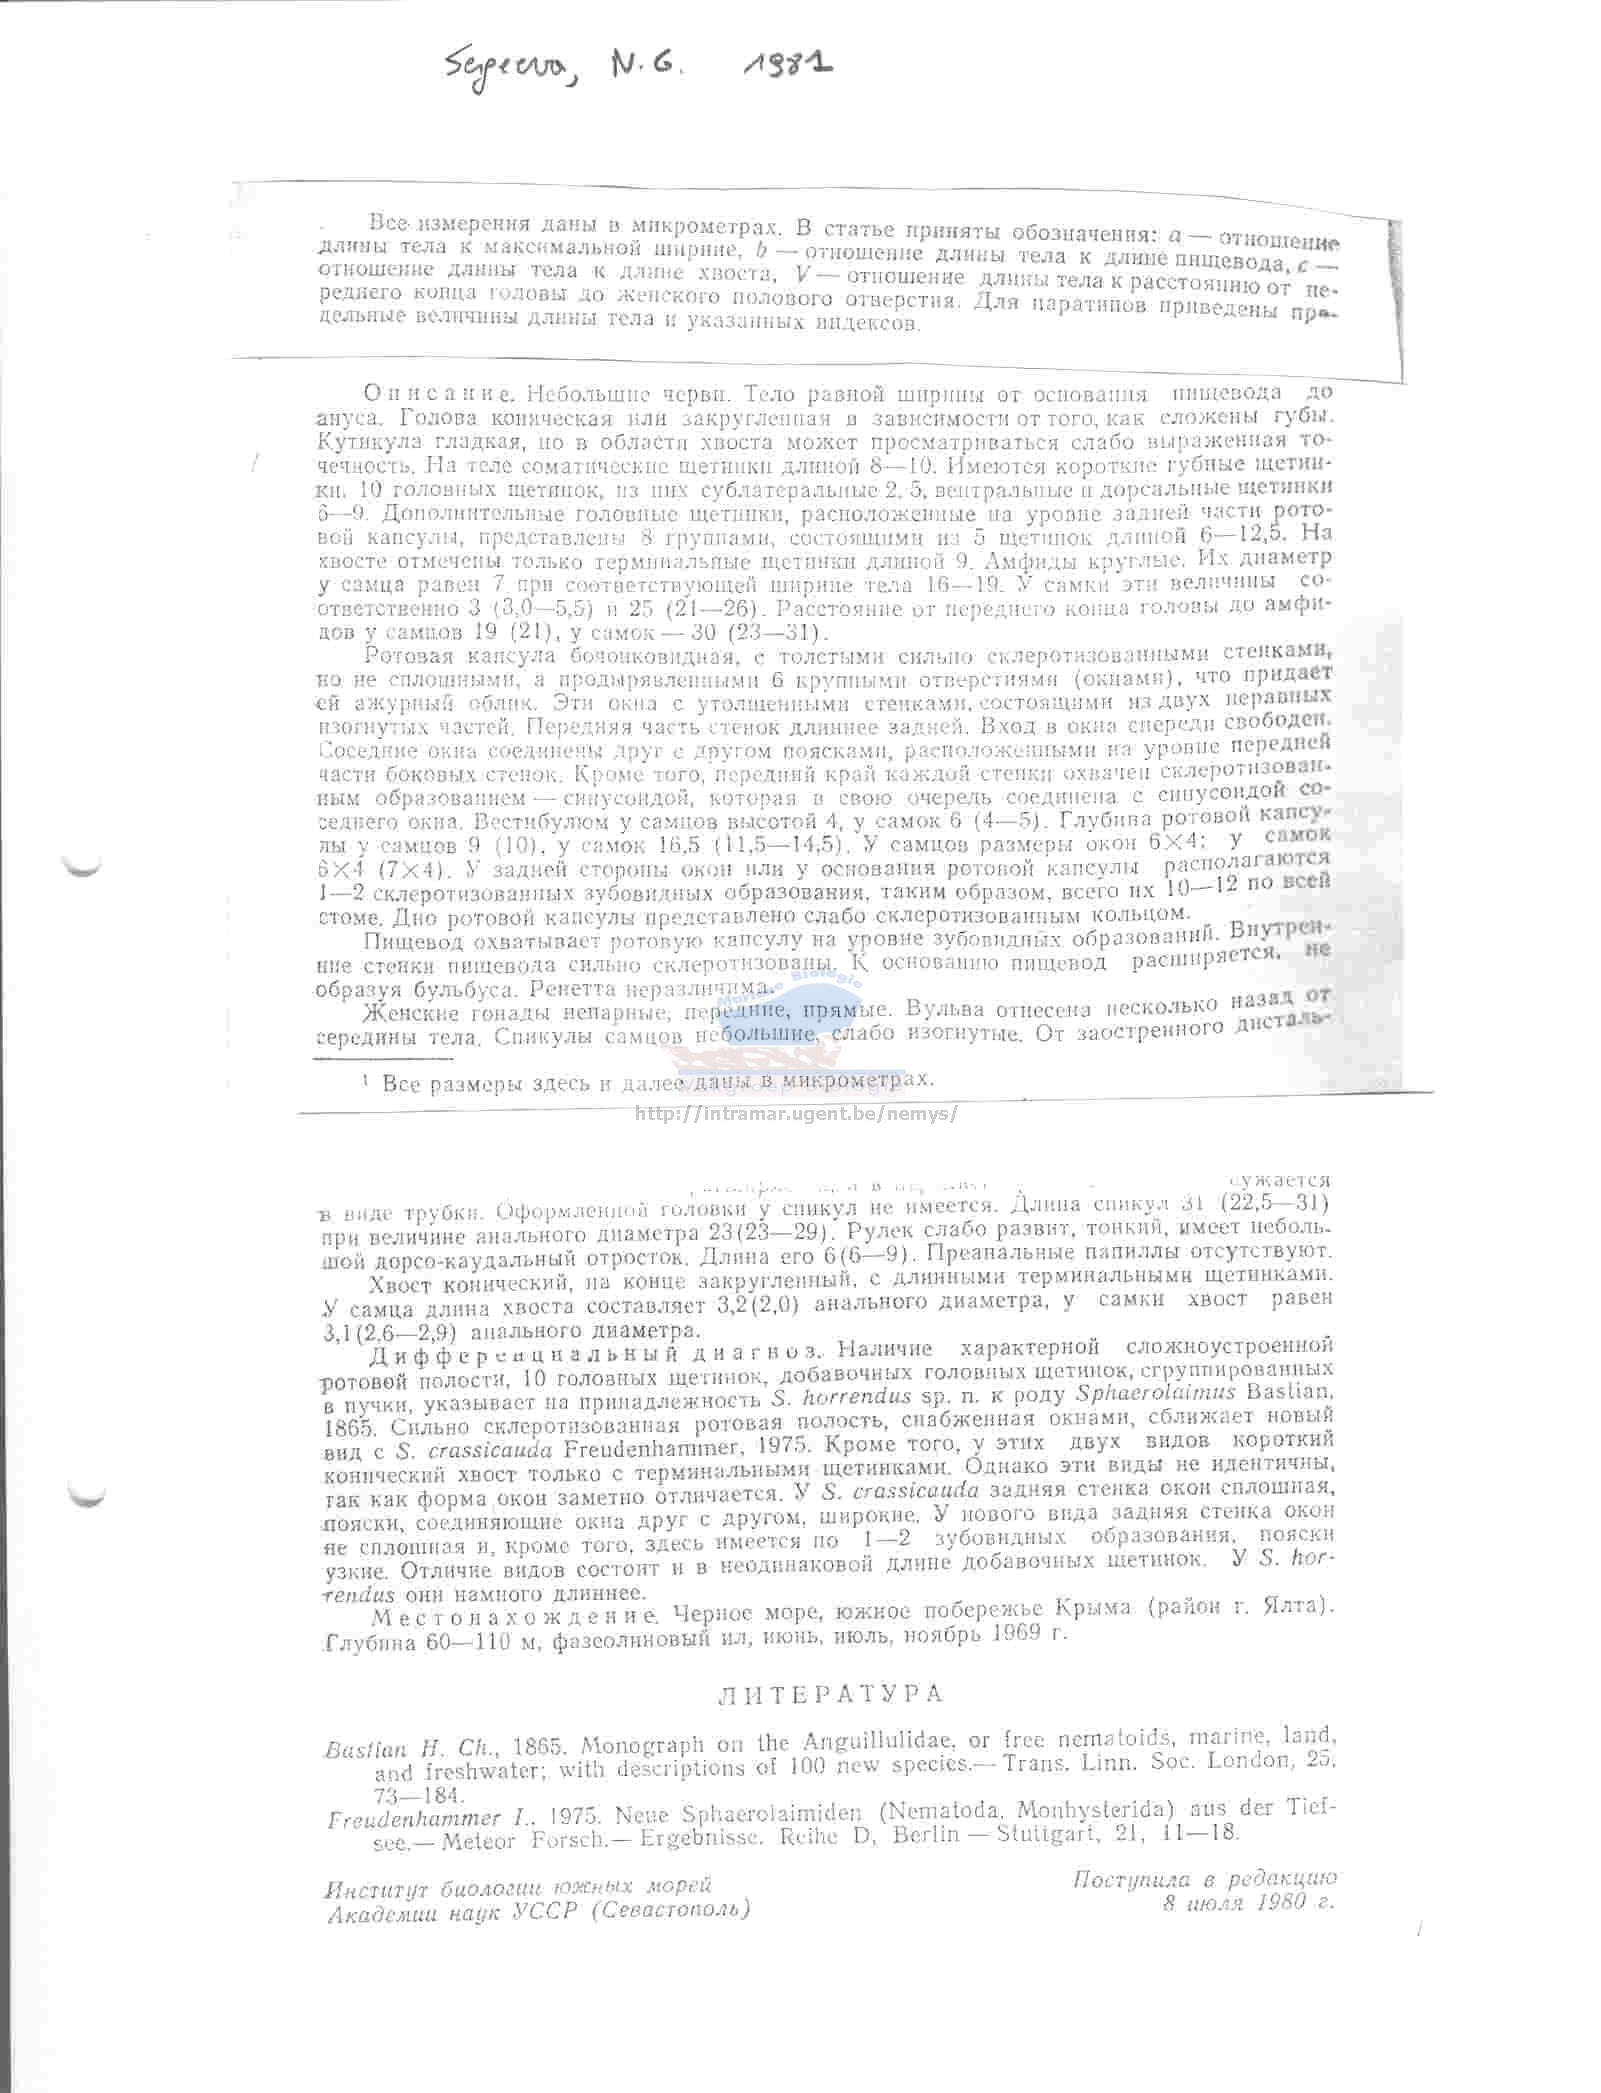 N. G. 1981
Все измерения даны в микрометрах. В статье приняты обозначения: a — отношение
длины тела к максимальной ширине, b — отношение длины тела к длине пищевода, c —
отношение длины тела к длине хвоста, V — отношение длины тела к расстоянию от пе-
реднего конца головы до женского полового отверстия. Для паратипов приведены пре-
дельные величины длины тела и указанных индексов.
Описание. Небольшие черви. Тело равной ширины от основания пищевода до
ануса. Голова коническая или закругленная в зависимости от того, как сложены губы.
Кутикула гладкая, но в области хвоста может просматриваться слабо выраженная то-
чечность. На теле соматические щетинки длиной 8—10. Имеются короткие губные щетин-
ки. 10 головных щетинок, из них сублатеральные 2,5, вентральные и дорсальные щетинки
6—9. Дополнительные головные щетинки, расположенные на уровне задней части рото-
вой капсулы, представлены 8 группами, состоящими из 5 щетинок длиной 6—12,5. На
хвосте отмечены только терминальные щетинки длиной 9. Амфиды круглые. Их диаметр
у самца равен 7 при соответствующей ширине тела 16—19. У самки эти величины со-
ответственно 3 (3,0—5,5) и 25 (21—26). Расстояние от переднего конца головы до амфи-
дов у самцов 19 (21), у самок — 30 (23—31).
Ротовая капсула бочонковидная, с толстыми сильно склеротизованными стенками,
но не сплошными, а продырявленными 6 крупными отверстиями (окнами), что придает
ей ажурный облик. Эти окна с утолщенными стенками, состоящими из двух неравных
изогнутых частей. Передняя часть стенок длиннее задней. Вход в окна спереди свободен.
Соседние окна соединены друг с другом поясками, расположенными на уровне передней
части боковых стенок. Кроме того, передний край каждой стенки охвачен склеротизован-
ным образованием — синусоидой, которая в свою очередь соединена с синусоидой со-
седнего окна. Вестибулюм у самцов высотой 4, у самок 6 (4—5). Глубина ротовой капсу-
лы у самцов 9 (10), у самок 16,5 (11,5—14,5). У самцов размеры окон 6×4; у самок
6×4 (7×4). У задней стороны окон или у основания ротовой капсулы располагаются
1—2 склеротизованных зубовидных образования, таким образом, всего их 10—12 по всей
стоме. Дно ротовой капсулы представлено слабо склеротизованным кольцом.
Пищевод охватывает ротовую капсулу на уровне зубовидных образований. Внутрен-
ние стенки пищевода сильно склеротизованы. К основанию пищевод расширяется, не
образуя бульбуса. Ренетта неразличима.
Женские гонады непарные, передние, прямые. Вульва отнесена несколько назад от
середины тела. Спикулы самцов небольшие, слабо изогнутые. От заостренного дисталь-
¹ Все размеры здесь и далее даны в микрометрах.
Marine Biologie
http://intramar.ugent.be/nemys/
сужается
в виде трубки. Оформленной головки у спикул не имеется. Длина спикул 31 (22,5—31)
при величине анального диаметра 23 (23—29). Рулек слабо развит, тонкий, имеет неболь-
шой дорсо-каудальный отросток. Длина его 6 (6—9). Преанальные папиллы отсутствуют.
Хвост конический, на конце закругленный, с длинными терминальными щетинками.
У самца длина хвоста составляет 3,2 (2,0) анального диаметра, у самки хвост равен
3,1 (2,6—2,9) анального диаметра.
Дифференциальный диагноз. Наличие характерной сложноустроенной
ротовой полости, 10 головных щетинок, добавочных головных щетинок, сгруппированных
в пучки, указывает на принадлежность S. horrendus sp. n. к роду Sphaerolaimus Bastian,
1865. Сильно склеротизованная ротовая полость, снабженная окнами, сближает новый
вид с S. crassicauda Freudenhammer, 1975. Кроме того, у этих двух видов короткий
конический хвост только с терминальными щетинками. Однако эти виды не идентичны,
так как форма окон заметно отличается. У S. crassicauda задняя стенка окон сплошная,
пояски, соединяющие окна друг с другом, широкие. У нового вида задняя стенка окон
не сплошная и, кроме того, здесь имеется по 1—2 зубовидных образования, пояски
узкие. Отличие видов состоит и в неодинаковой длине добавочных щетинок. У S. hor-
rendus они намного длиннее.
Местонахождение. Черное море, южное побережье Крыма (район г. Ялта).
Глубина 60—110 м, фазеолиновый ил, июнь, июль, ноябрь 1969 г.
ЛИТЕРАТУРА
Bastian H. Ch., 1865. Monograph on the Anguillulidae, or free nematoids, marine, land,
and freshwater; with descriptions of 100 new species.— Trans. Linn. Soc. London, 25,
73—184.
Freudenhammer I., 1975. Neue Sphaerolaimiden (Nematoda, Monhysterida) aus der Tief-
see.— Meteor Forsch.— Ergebnisse. Reihe D, Berlin — Stuttgart, 21, 11—18.
Институт биологии южных морей
Академии наук УССР (Севастополь)
Поступила в редакцию
8 июля 1980 г.